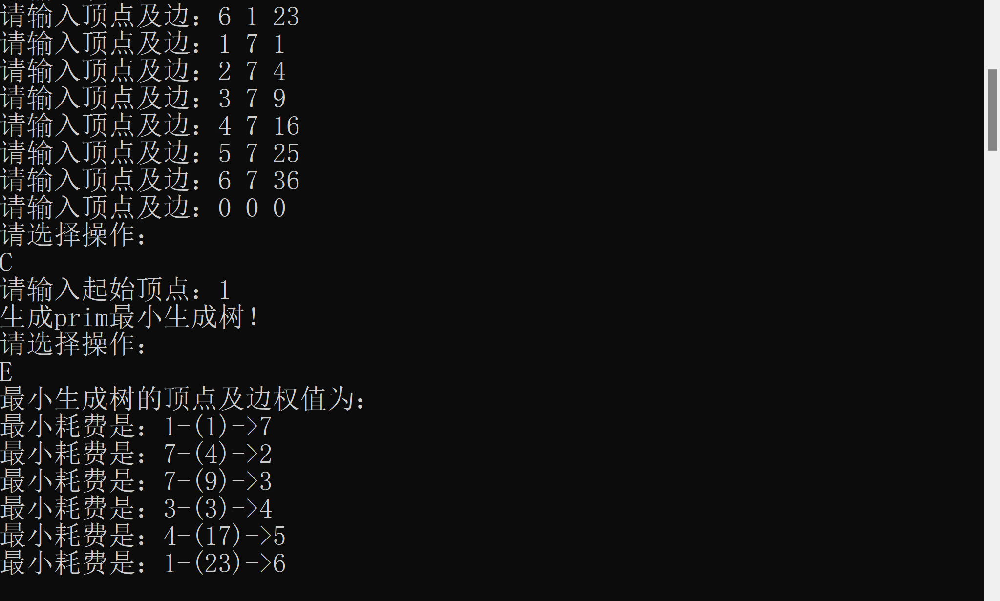 请输入顶点及边：6 1 23
请输入顶点及边：1 7 1
请输入顶点及边：2 7 4
请输入顶点及边：3 7 9
请输入顶点及边：4 7 16
请输入顶点及边：5 7 25
请输入顶点及边：6 7 36
请输入顶点及边：0 0 0
请选择操作：
C
请输入起始顶点：1
生成prim最小生成树！
请选择操作：
E
最小生成树的顶点及边权值为：
最小耗费是：1-(1)->7
最小耗费是：7-(4)->2
最小耗费是：7-(9)->3
最小耗费是：3-(3)->4
最小耗费是：4-(17)->5
最小耗费是：1-(23)->6